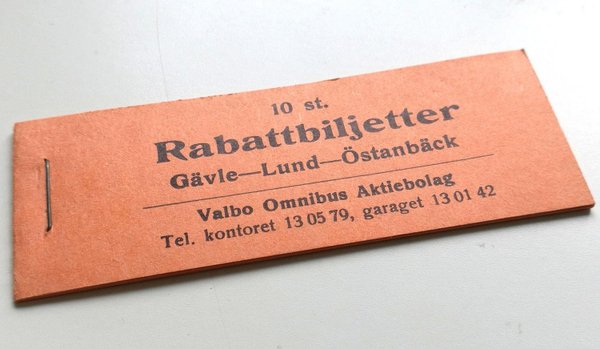 10 st.
Rabattbiljetter
Gävle—Lund—Östanbäck
Valbo Omnibus Aktiebolag
Tel. kontoret 13 05 79, garaget 13 01 42